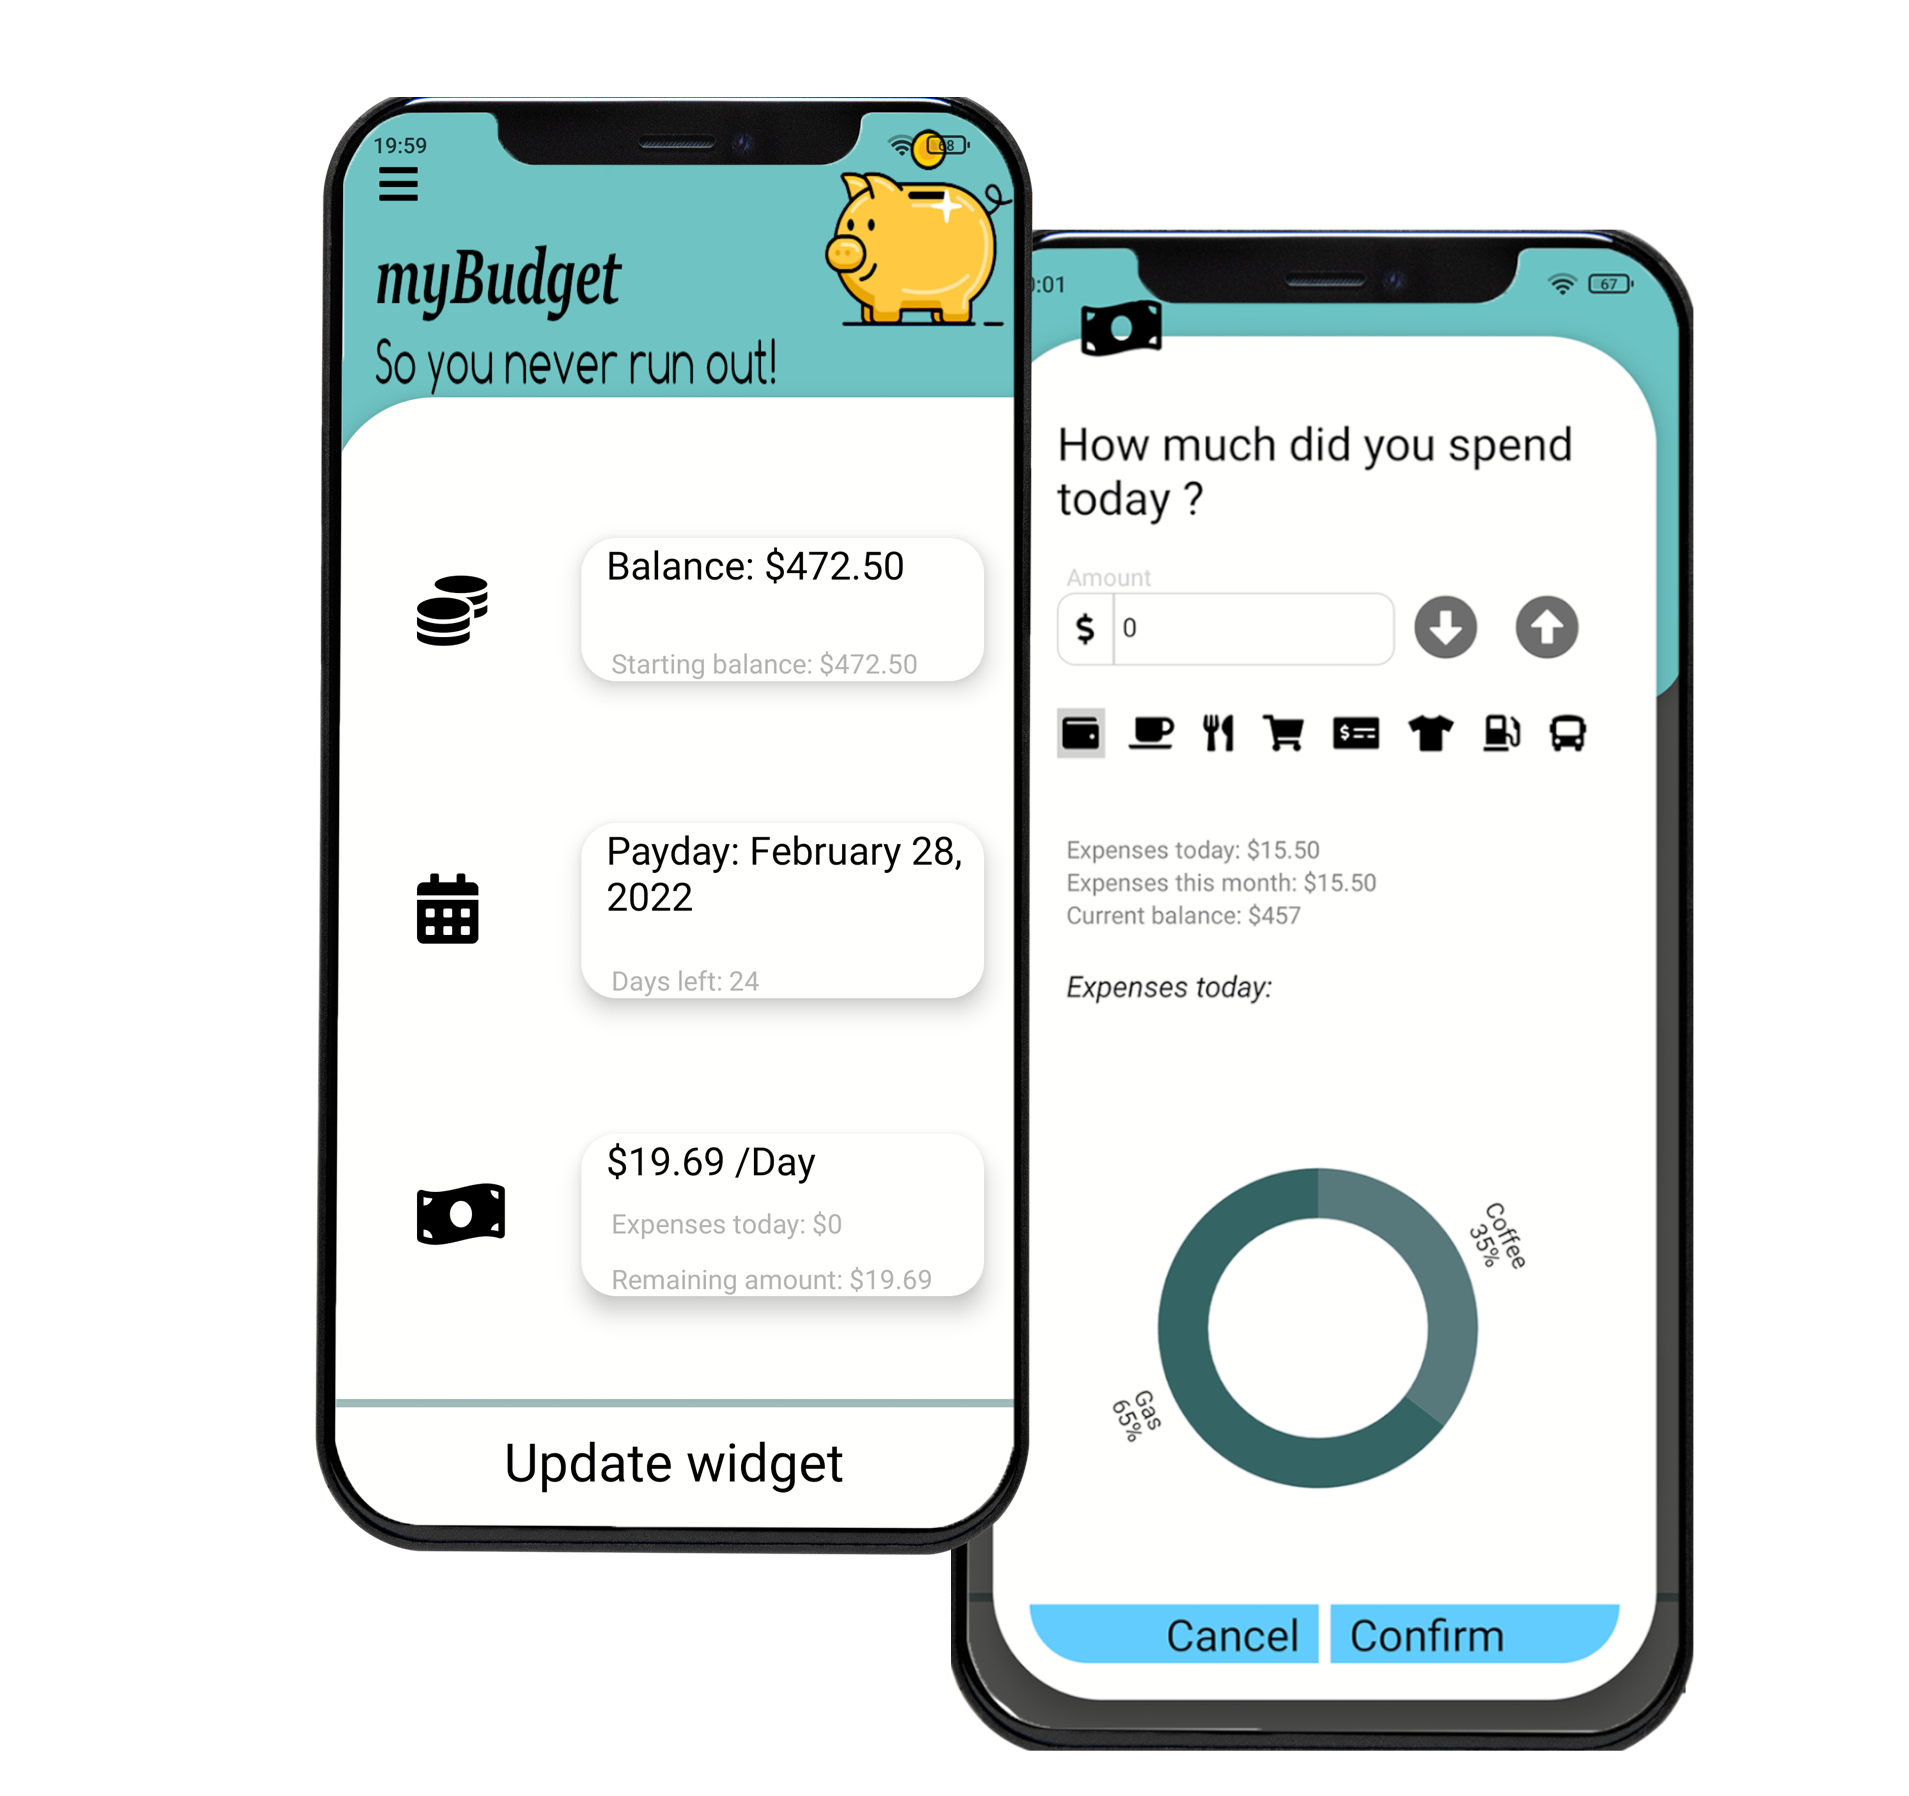 19:59
68
myBudget
So you never run out!
Balance: $472.50
Starting balance: $472.50
Payday: February 28,
2022
Days left: 24
$19.69 /Day
Expenses today: $0
Remaining amount: $19.69
Update widget
:01
67
How much did you spend
today ?
Amount
$ 0
Expenses today: $15.50
Expenses this month: $15.50
Current balance: $457
Expenses today:
Coffee
35%
Gas
65%
Cancel
Confirm